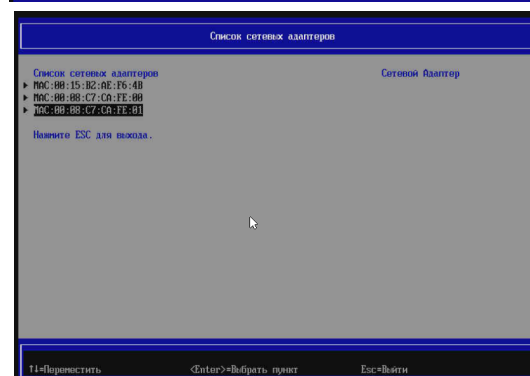 Список сетевых адаптеров
Список сетевых адаптеров
Сетевой Адаптер
MAC:00:15:B2:AE:F6:4B
MAC:00:08:C7:CA:FE:00
MAC:00:08:C7:CA:FE:01
Нажмите ESC для выхода.
↑↓=Переместить
<Enter>=Выбрать пункт
Esc=Выйти